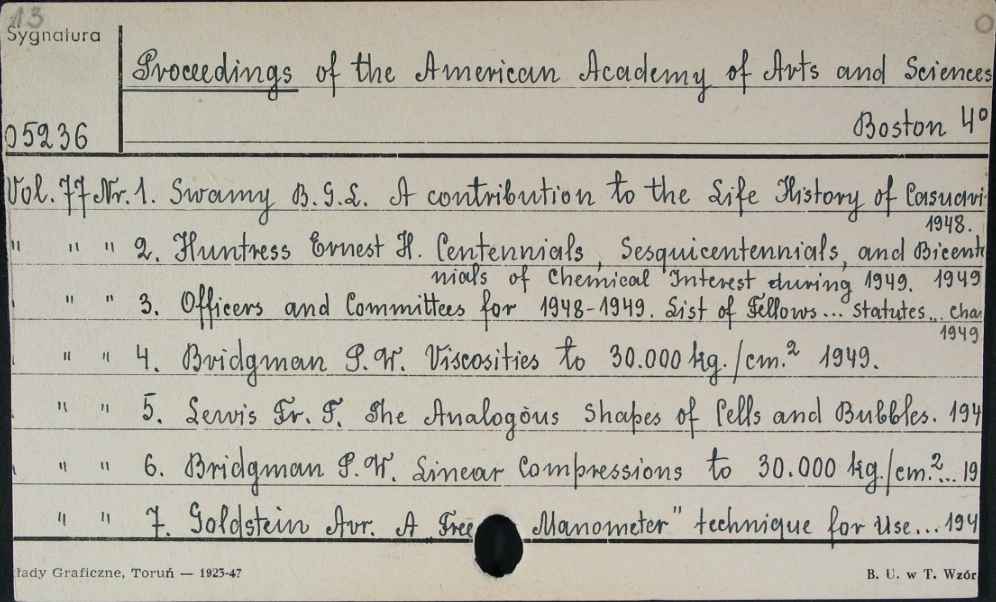 13
Sygnatura
Proceedings of the American Academy of Arts and Sciences
05236
Boston 4°
Vol. 77 Nr. 1. Swamy B.G.L. A contribution to the Life History of Casuari
1948.
" " " 2. Huntress Ernest H. Centennials, Sesquicentennials, and Bicent
nials of Chemical Interest during 1949. 1949
" " 3. Officers and Committees for 1948-1949. List of Fellows... Statutes... cha
1949
" " 4. Bridgman P.W. Viscosities to 30.000 kg./cm.² 1949.
" " 5. Lewis Fr. T. The Analogous Shapes of Cells and Bubbles. 194
" " 6. Bridgman P.W. Linear Compressions to 30.000 kg./cm.²... 19
" " 7. Goldstein Avr. A „Free Manometer" technique for Use... 194
łady Graficzne, Toruń — 1923-47
B. U. w T. Wzór